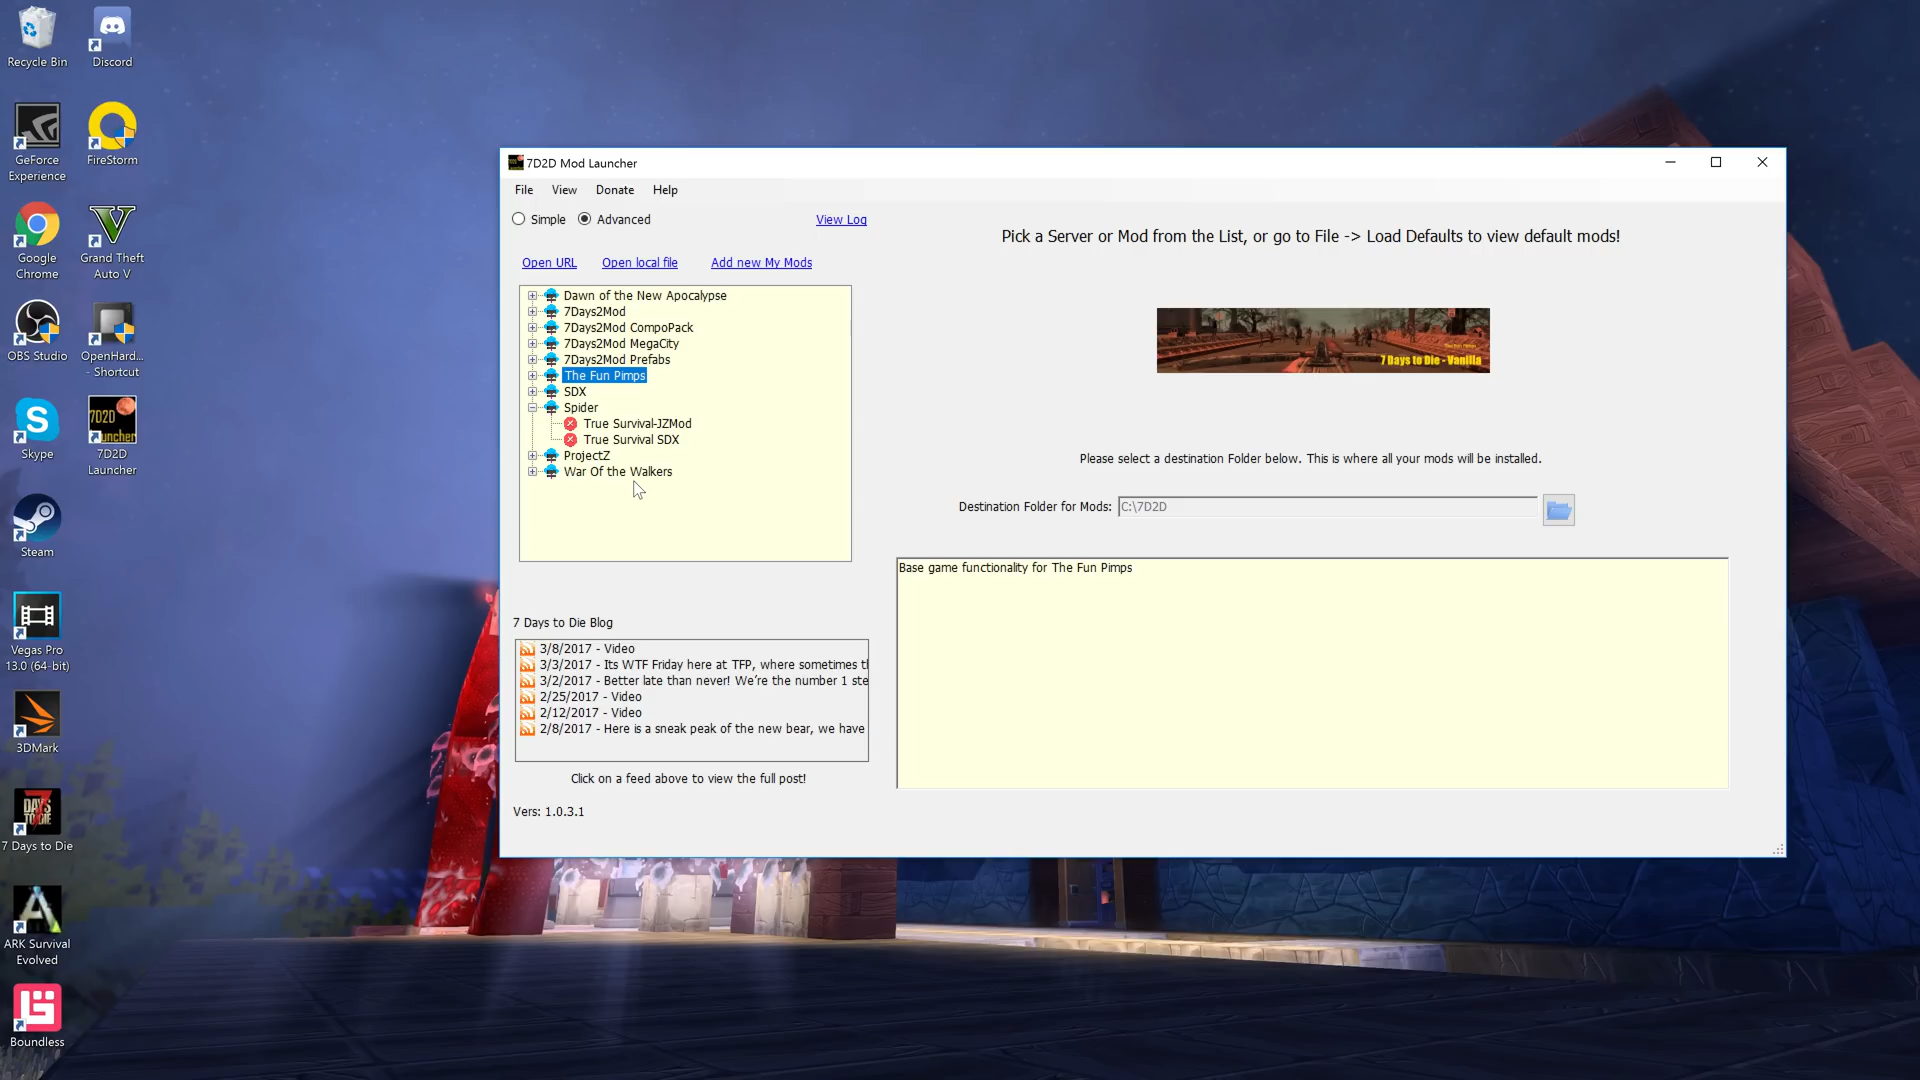 Recycle Bin
Discord
GeForce
Experience
FireStorm
Google
Chrome
Grand Theft
Auto V
OBS Studio
OpenHard...
- Shortcut
Skype
7D2D
Launcher
Steam
Vegas Pro
13.0 (64-bit)
3DMark
7 Days to Die
ARK Survival
Evolved
Boundless
7D2D Mod Launcher
File View Donate Help
Simple Advanced View Log
Open URL Open local file Add new My Mods
Dawn of the New Apocalypse
7Days2Mod
7Days2Mod CompoPack
7Days2Mod MegaCity
7Days2Mod Prefabs
The Fun Pimps
SDX
Spider
True Survival-JZMod
True Survival SDX
ProjectZ
War Of the Walkers
7 Days to Die Blog
3/8/2017 - Video
3/3/2017 - Its WTF Friday here at TFP, where sometimes tl
3/2/2017 - Better late than never! We're the number 1 ste
2/25/2017 - Video
2/12/2017 - Video
2/8/2017 - Here is a sneak peak of the new bear, we have
Click on a feed above to view the full post!
Vers: 1.0.3.1
Pick a Server or Mod from the List, or go to File -> Load Defaults to view default mods!
7 Days to Die - Vanilla
Please select a destination Folder below. This is where all your mods will be installed.
Destination Folder for Mods: C:\7D2D
Base game functionality for The Fun Pimps